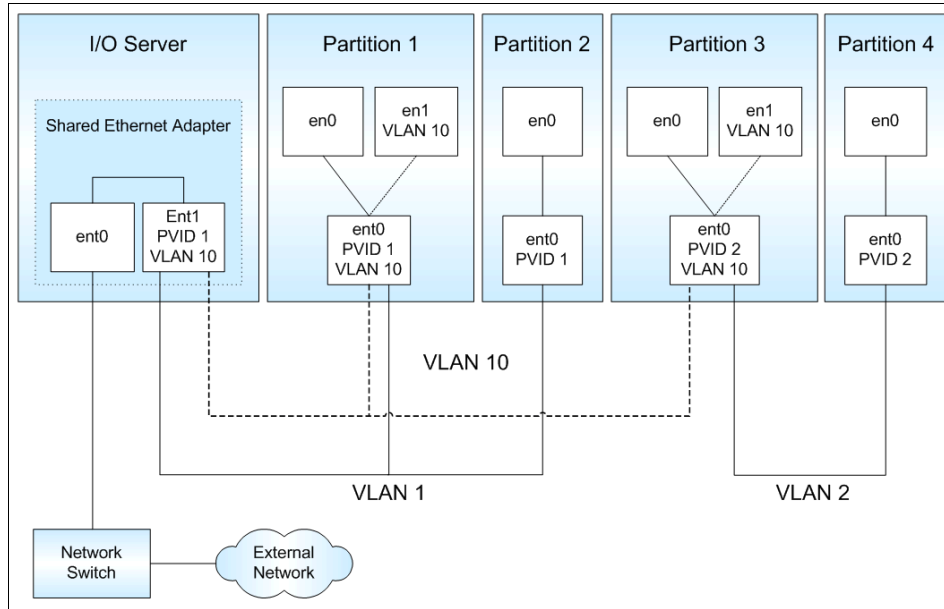 I/O Server
Shared Ethernet Adapter
ent0
Ent1
PVID 1
VLAN 10
Partition 1
en0
en1
VLAN 10
ent0
PVID 1
VLAN 10
Partition 2
en0
ent0
PVID 1
Partition 3
en0
en1
VLAN 10
ent0
PVID 2
VLAN 10
Partition 4
en0
ent0
PVID 2
VLAN 10
VLAN 1
VLAN 2
Network
Switch
External
Network